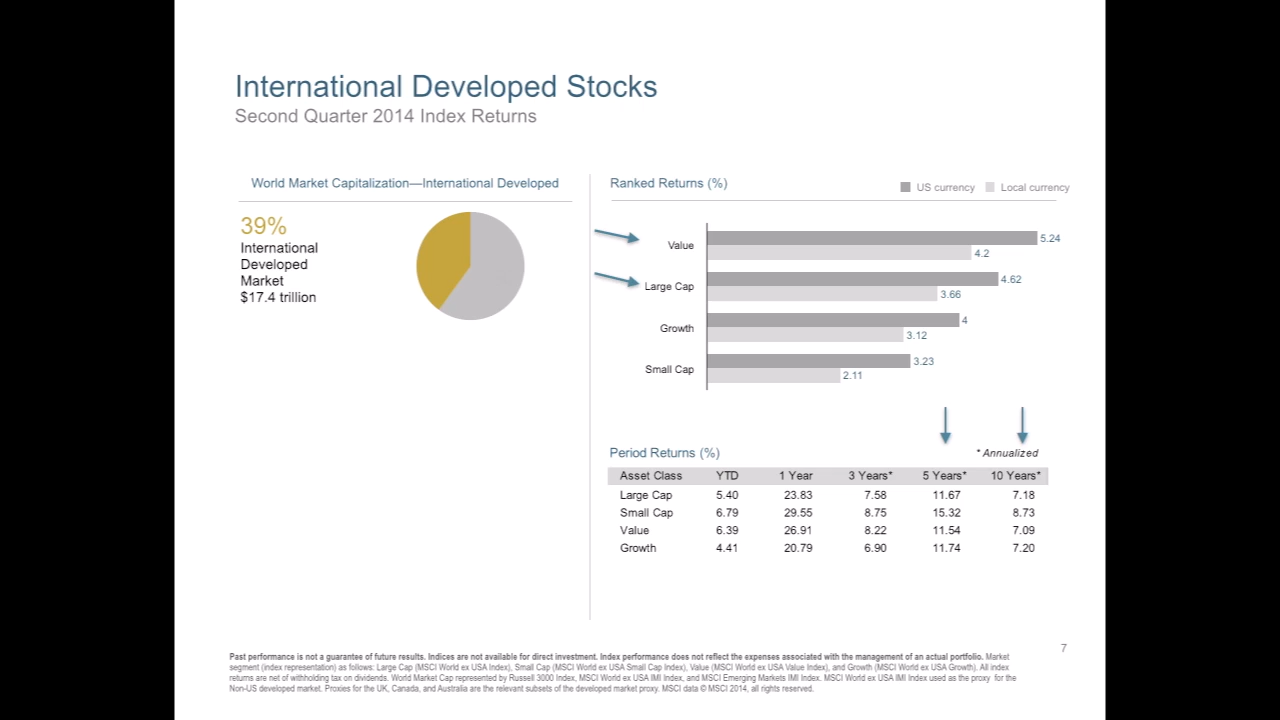 International Developed Stocks
Second Quarter 2014 Index Returns
World Market Capitalization—International Developed
39%
International
Developed
Market
$17.4 trillion
Ranked Returns (%)
US currency Local currency
Value 5.24
4.2
Large Cap 4.62
3.66
Growth 4
3.12
Small Cap 3.23
2.11
Period Returns (%) * Annualized
Asset Class YTD 1 Year 3 Years* 5 Years* 10 Years*
Large Cap 5.40 23.83 7.58 11.67 7.18
Small Cap 6.79 29.55 8.75 15.32 8.73
Value 6.39 26.91 8.22 11.54 7.09
Growth 4.41 20.79 6.90 11.74 7.20
7
Past performance is not a guarantee of future results. Indices are not available for direct investment. Index performance does not reflect the expenses associated with the management of an actual portfolio. Market
segment (index representation) as follows: Large Cap (MSCI World ex USA Index), Small Cap (MSCI World ex USA Small Cap Index), Value (MSCI World ex USA Value Index), and Growth (MSCI World ex USA Growth). All index
returns are net of withholding tax on dividends. World Market Cap represented by Russell 3000 Index, MSCI World ex USA IMI Index, and MSCI Emerging Markets IMI Index. MSCI World ex USA IMI Index used as the proxy for the
Non-US developed market. Proxies for the UK, Canada, and Australia are the relevant subsets of the developed market proxy. MSCI data © MSCI 2014, all rights reserved.